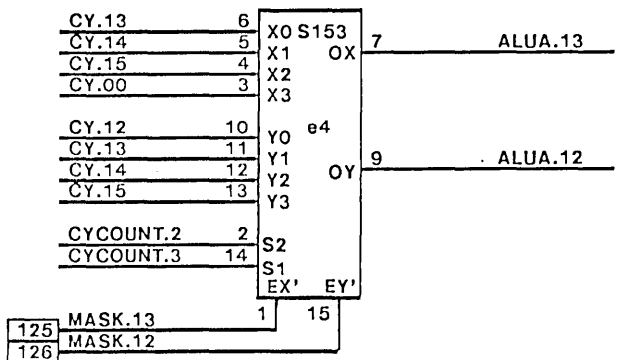 CY.13 6 X0 S153
CY.14 5 X1 OX 7 ALUA.13
CY.15 4 X2
CY.00 3 X3
CY.12 10 Y0 e4
CY.13 11 Y1
CY.14 12 Y2 OY 9 ALUA.12
CY.15 13 Y3
CYCOUNT.2 2 S2
CYCOUNT.3 14 S1
EX' EY'
1 15
125 MASK.13
126 MASK.12